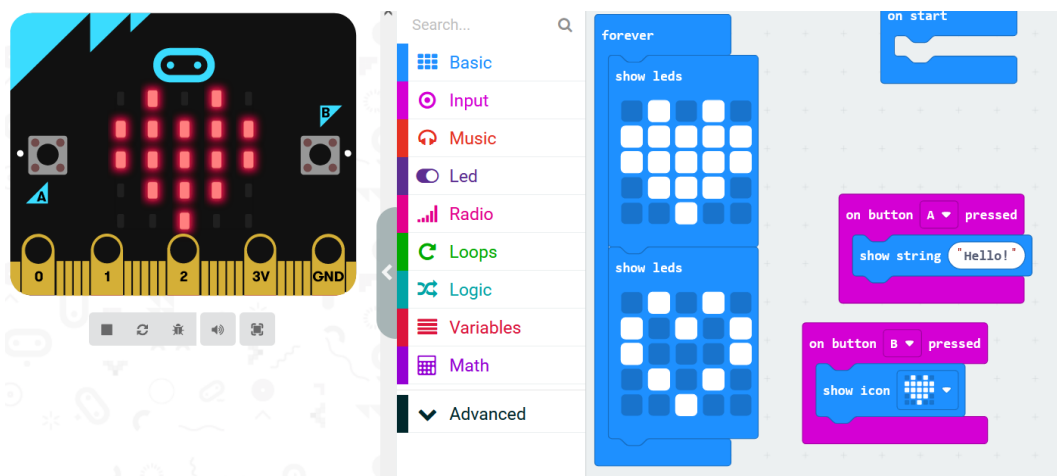 B
A
0
1
2
3V
GND
Search...
Basic
Input
Music
Led
Radio
Loops
Logic
Variables
Math
Advanced
forever
show leds
show leds
on start
on button A pressed
show string "Hello!"
on button B pressed
show icon